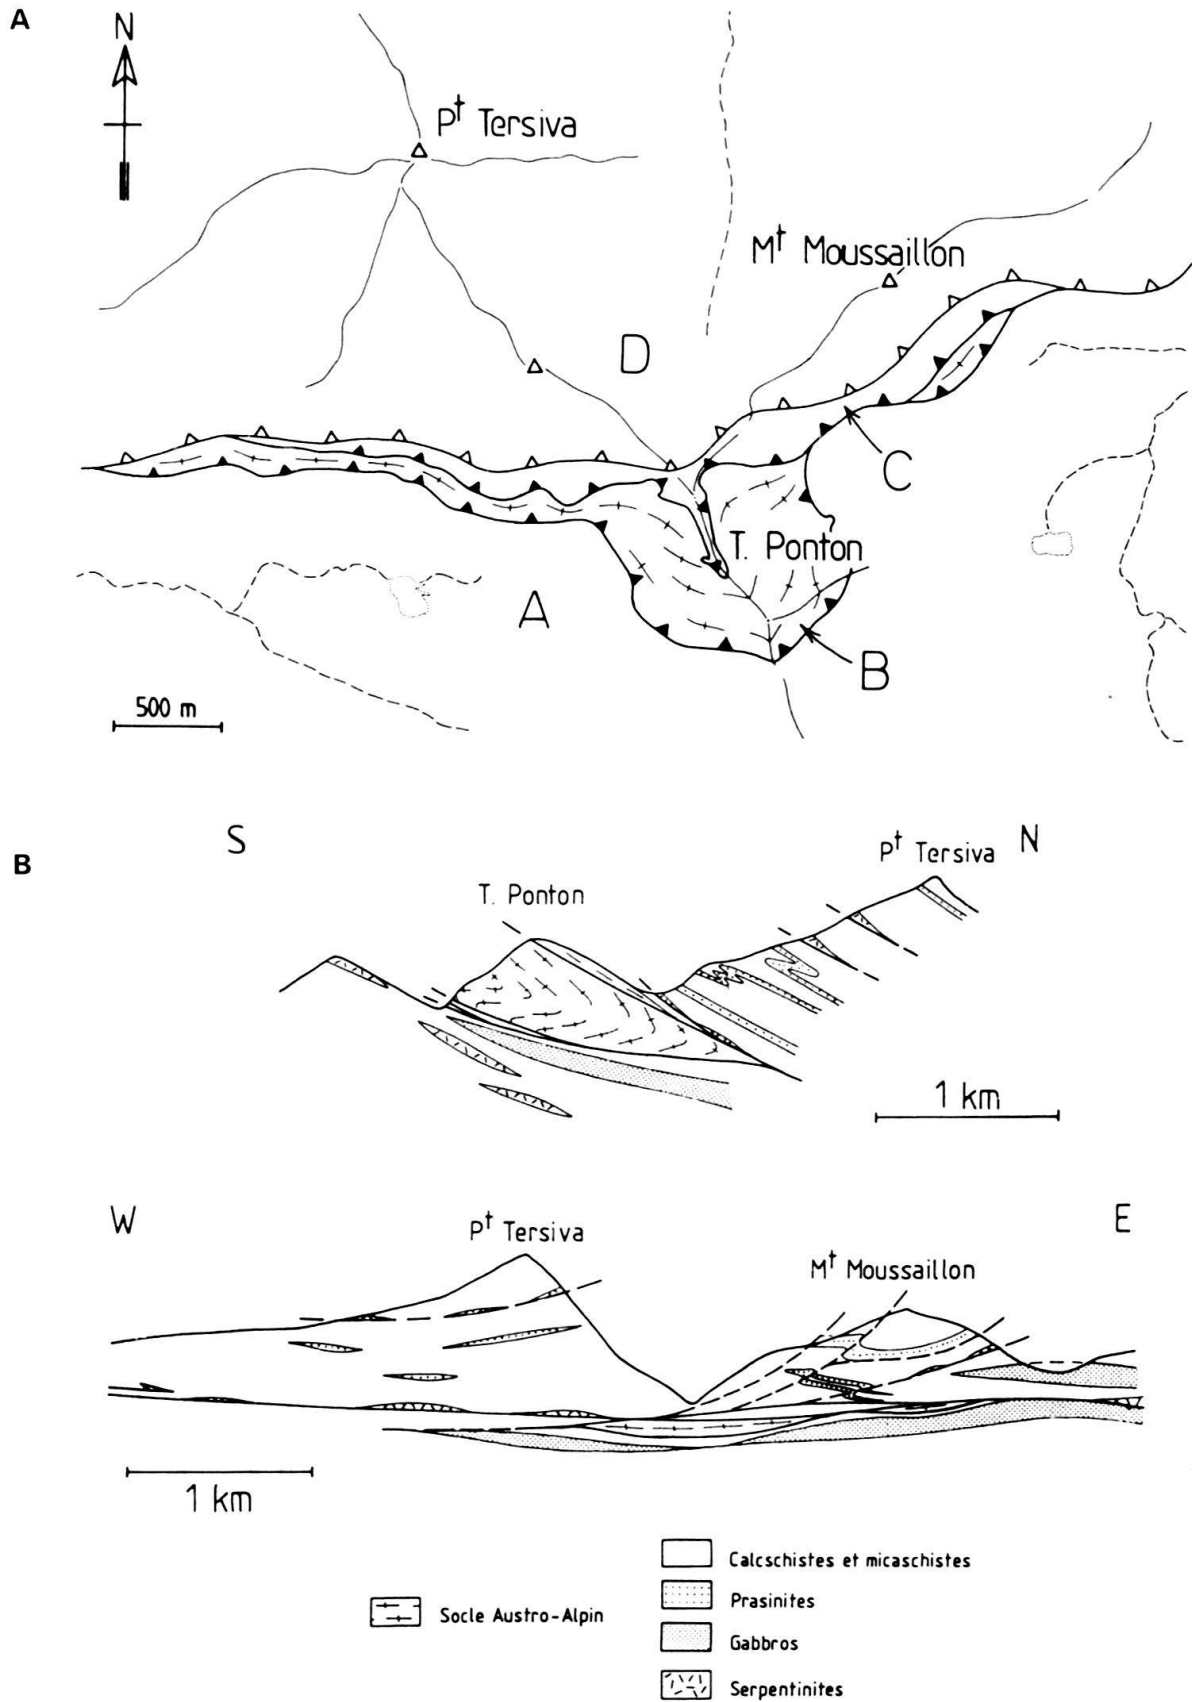 A
N
Pt Tersiva
Mt Moussaillon
D
C
T. Ponton
A
B
500 m
B
S
N
Pt Tersiva
T. Ponton
1 km
W
E
Pt Tersiva
Mt Moussaillon
1 km
Calcschistes et micaschistes
Prasinites
Socle Austro-Alpin
Gabbros
Serpentinites